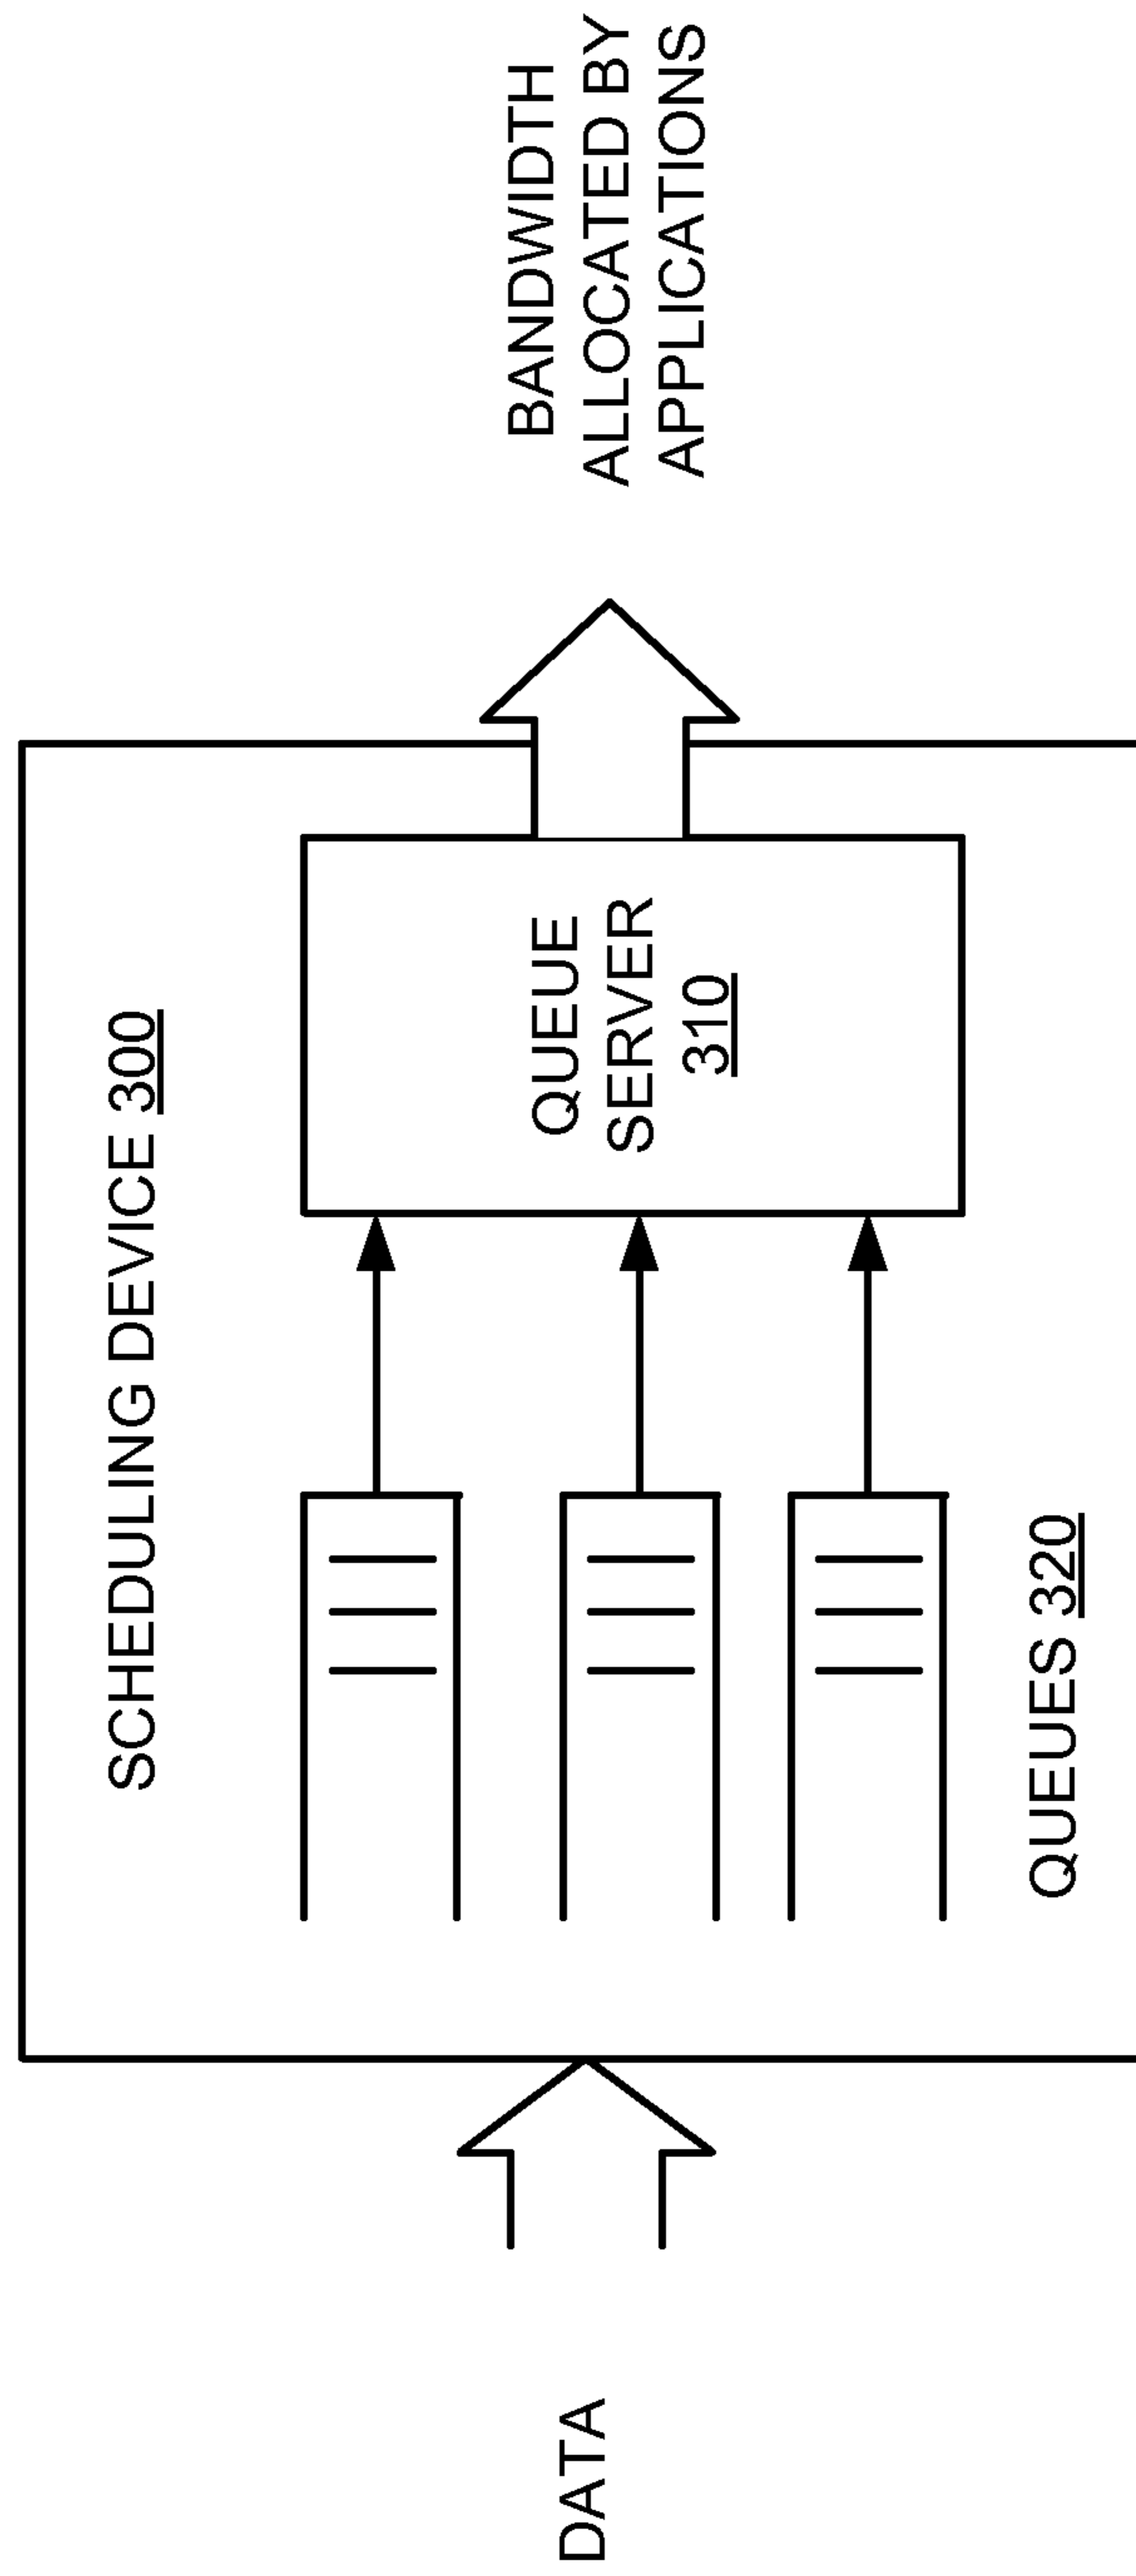 SCHEDULING DEVICE 300
DATA
QUEUE
SERVER
310
BANDWIDTH
ALLOCATED BY
APPLICATIONS
QUEUES 320